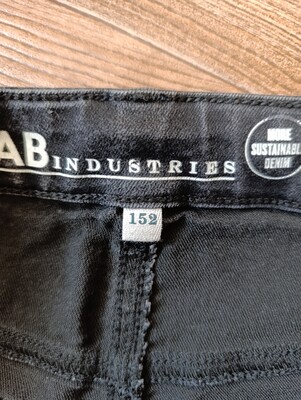 AB INDUSTRIES
MORE
SUSTAINABLE
DENIM
152